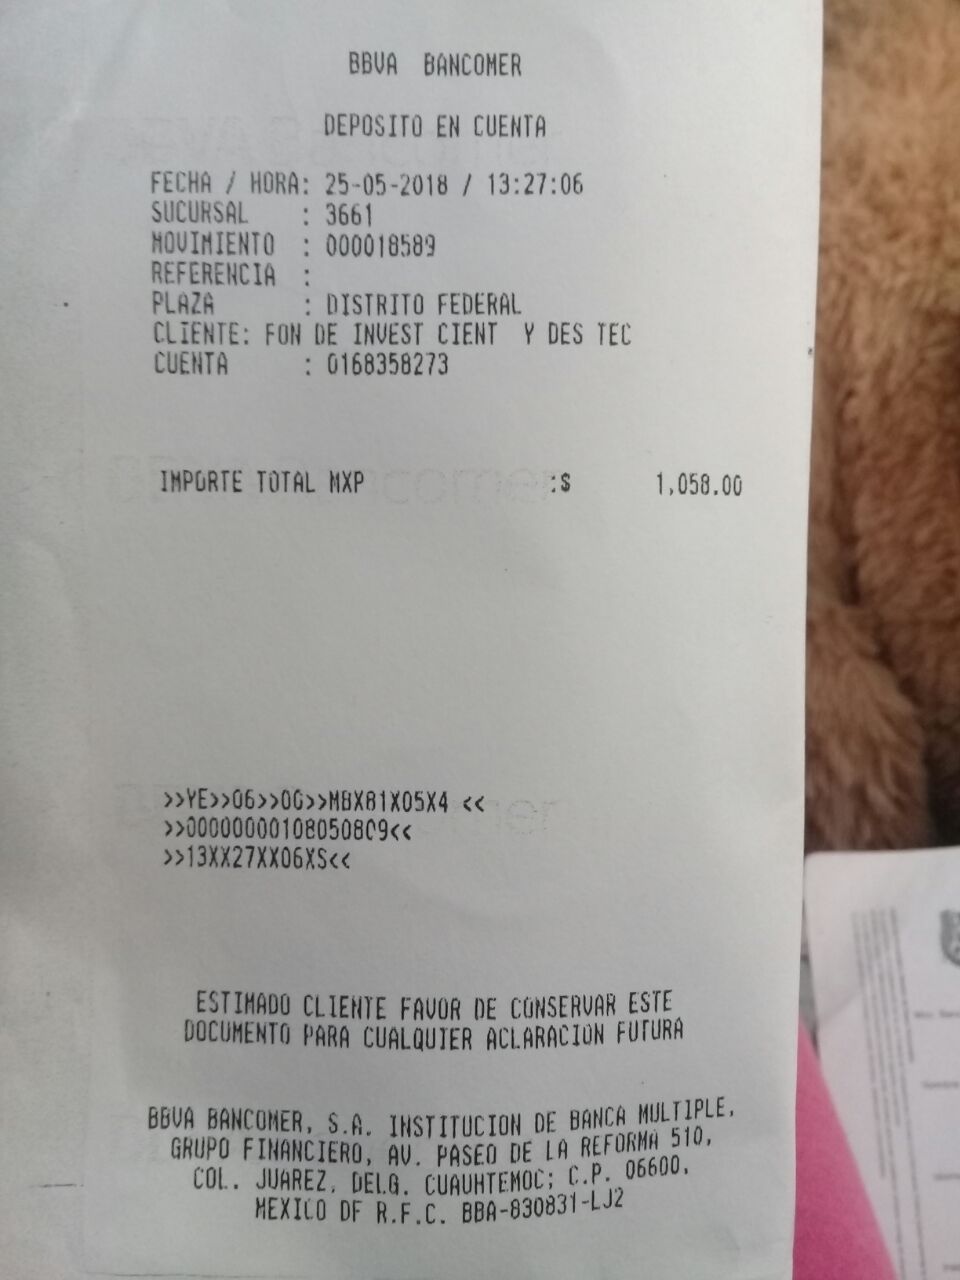 BBVA BANCOMER
DEPOSITO EN CUENTA
FECHA / HORA: 25-05-2018 / 13:27:06
SUCURSAL : 3661
MOVIMIENTO : 000018589
REFERENCIA :
PLAZA : DISTRITO FEDERAL
CLIENTE: FON DE INVEST CIENT Y DES TEC
CUENTA : 0168358273
IMPORTE TOTAL MXP :$ 1,058.00
>>YE>>06>>0G>>MBX81X05X4 <<
>>00000000108050809<<
>>13XX27XX06XS<<
ESTIMADO CLIENTE FAVOR DE CONSERVAR ESTE
DOCUMENTO PARA CUALQUIER ACLARACION FUTURA
BBVA BANCOMER, S.A. INSTITUCION DE BANCA MULTIPLE,
GRUPO FINANCIERO, AV. PASEO DE LA REFORMA 510,
COL. JUAREZ, DELG. CUAUHTEMOC; C.P. 06600,
MEXICO DF R.F.C. BBA-830831-LJ2